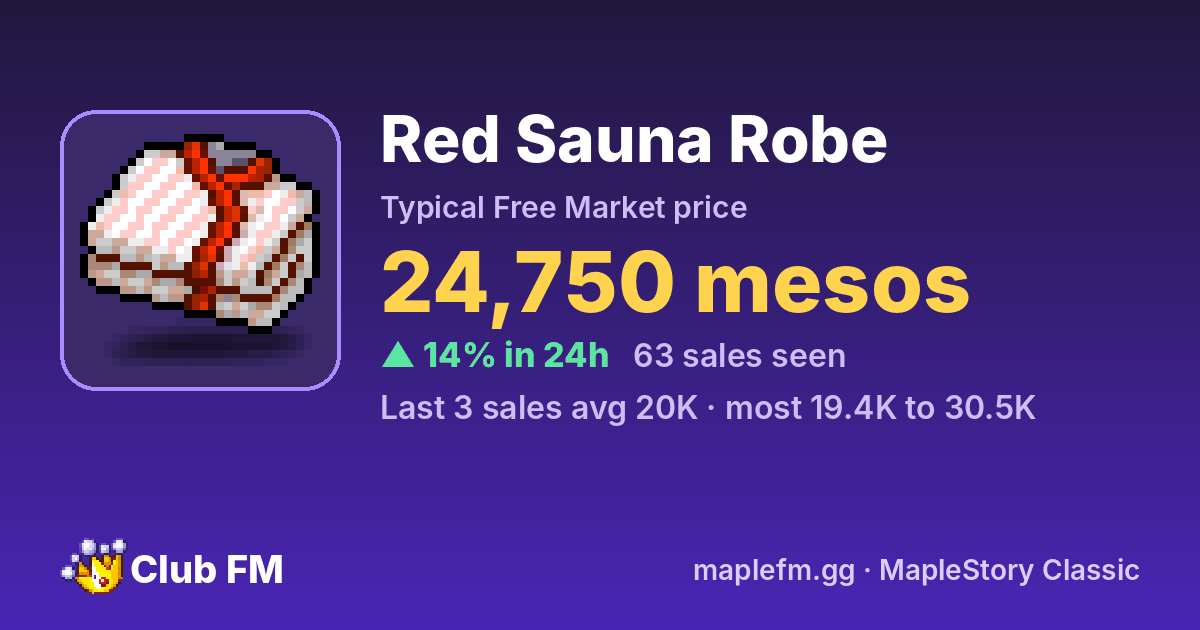 Red Sauna Robe
Typical Free Market price
24,750 mesos
▲ 14% in 24h 63 sales seen
Last 3 sales avg 20K · most 19.4K to 30.5K
Club FM
maplefm.gg · MapleStory Classic